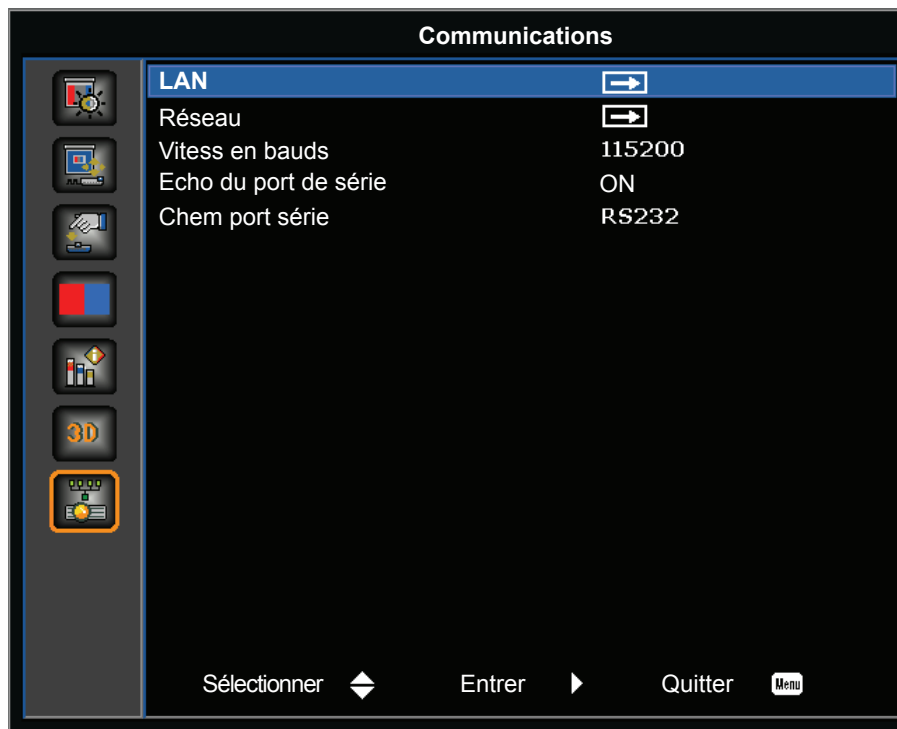 Communications
LAN
Réseau
Vitess en bauds 115200
Echo du port de série ON
Chem port série RS232
3D
Sélectionner Entrer Quitter Menu